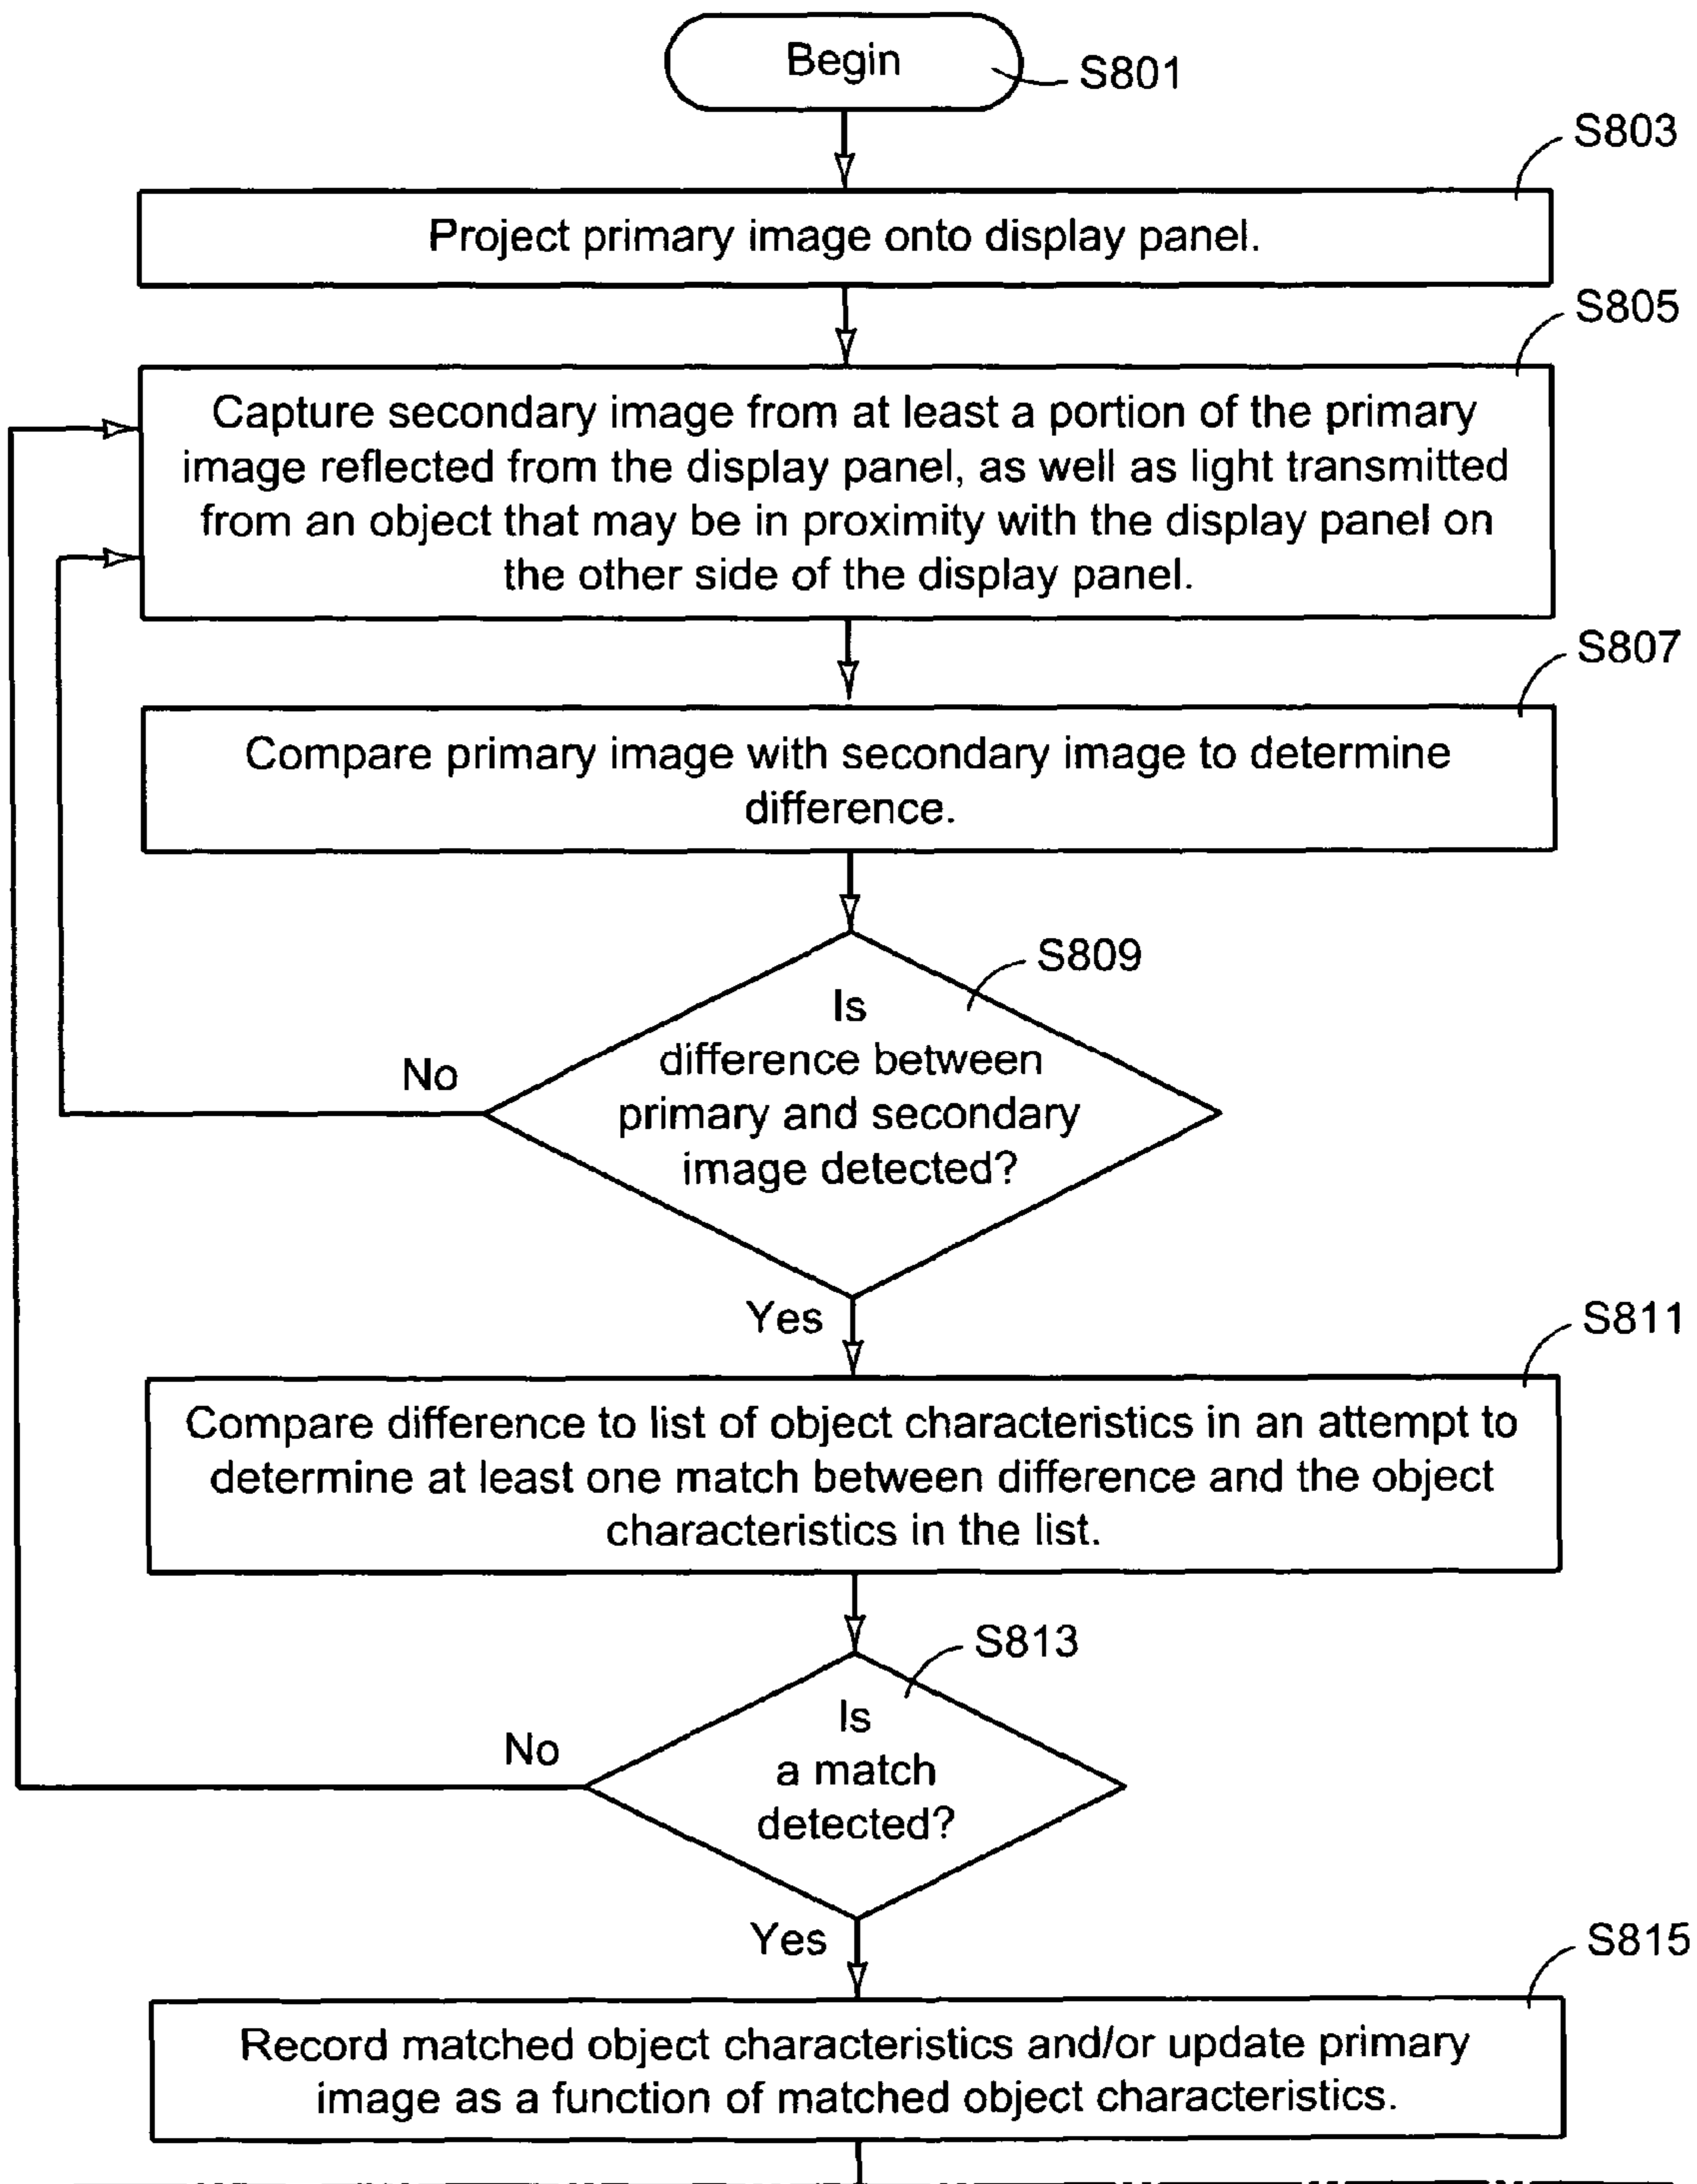 Begin
S801
S803
Project primary image onto display panel.
S805
Capture secondary image from at least a portion of the primary
image reflected from the display panel, as well as light transmitted
from an object that may be in proximity with the display panel on
the other side of the display panel.
S807
Compare primary image with secondary image to determine
difference.
S809
Is
difference between
primary and secondary
image detected?
No
Yes
S811
Compare difference to list of object characteristics in an attempt to
determine at least one match between difference and the object
characteristics in the list.
S813
Is
a match
detected?
No
Yes
S815
Record matched object characteristics and/or update primary
image as a function of matched object characteristics.